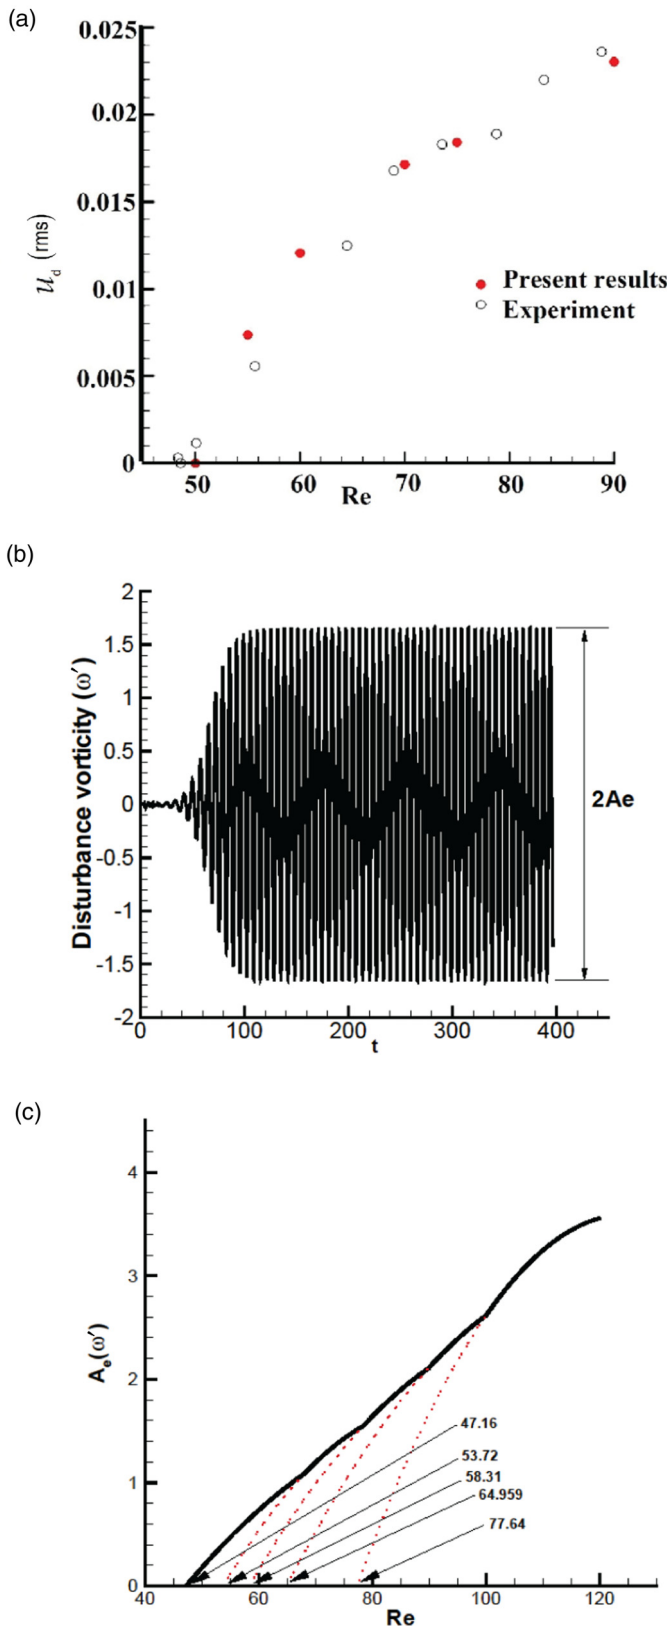 (a)
0.025
0.02
0.015
0.01
0.005
0
u_d (rms)
Present results
Experiment
50 60 70 80 90
Re
(b)
2
1.5
1
0.5
0
-0.5
-1
-1.5
-2
Disturbance vorticity (ω′)
2Ae
0 100 200 300 400
t
(c)
4
3
2
1
0
A_e(ω′)
47.16
53.72
58.31
64.959
77.64
40 60 80 100 120
Re